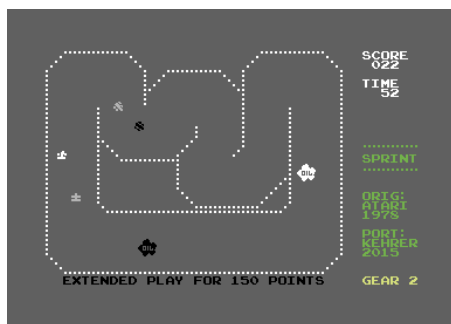 SCORE
022
TIME
52
SPRINT
OIL
ORIG:
ATARI
1978
PORT:
KEHRER
2015
OIL
EXTENDED PLAY FOR 150 POINTS
GEAR 2